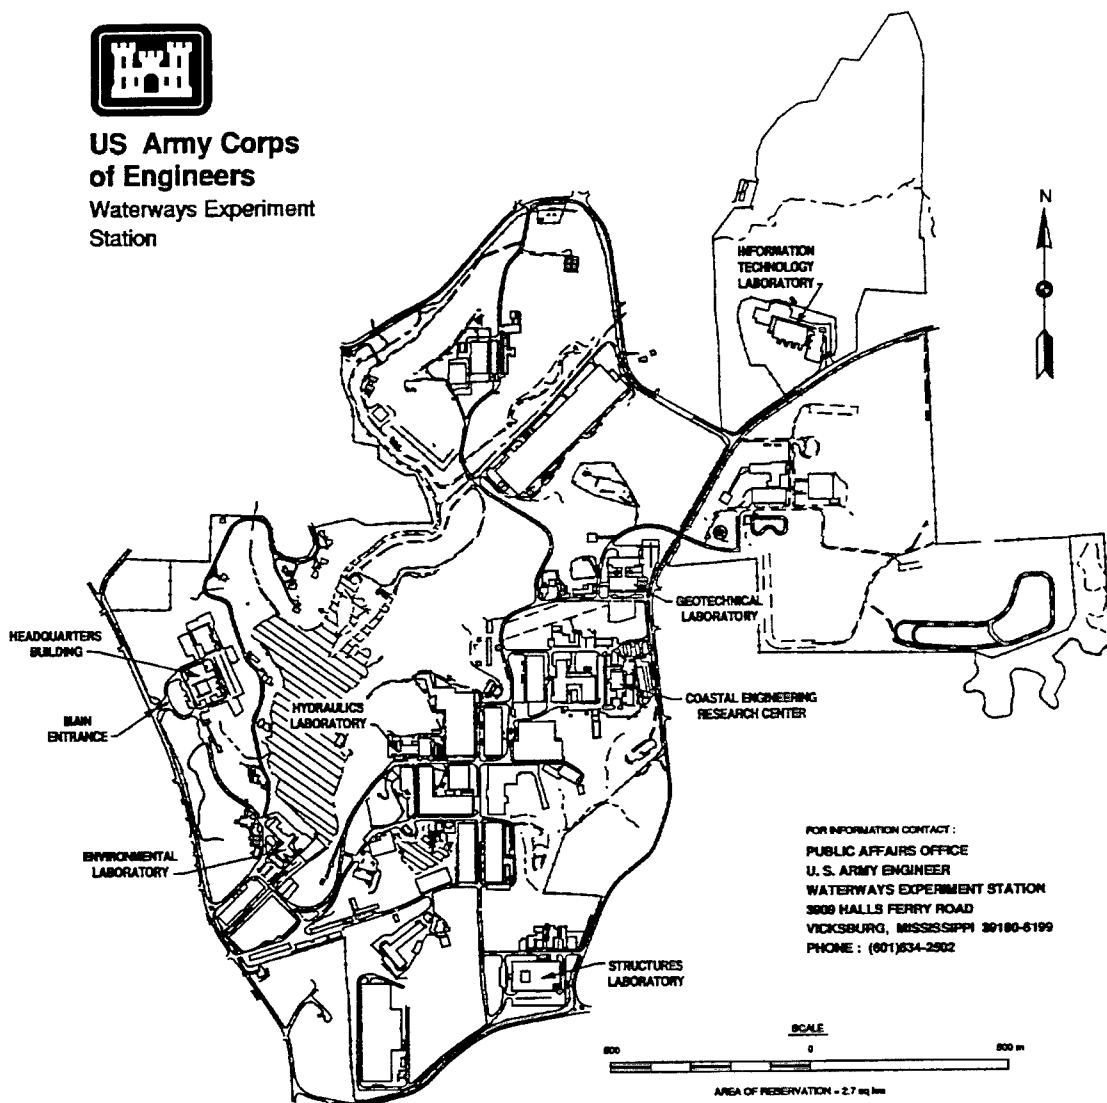 US Army Corps
of Engineers
Waterways Experiment
Station
N
INFORMATION
TECHNOLOGY
LABORATORY
GEOTECHNICAL
LABORATORY
HEADQUARTERS
BUILDING
MAIN
ENTRANCE
HYDRAULICS
LABORATORY
COASTAL ENGINEERING
RESEARCH CENTER
ENVIRONMENTAL
LABORATORY
STRUCTURES
LABORATORY
FOR INFORMATION CONTACT :
PUBLIC AFFAIRS OFFICE
U. S. ARMY ENGINEER
WATERWAYS EXPERIMENT STATION
3909 HALLS FERRY ROAD
VICKSBURG, MISSISSIPPI 39180-6199
PHONE : (601)634-2502
SCALE
500 0 500 m
AREA OF RESERVATION = 2.7 sq km